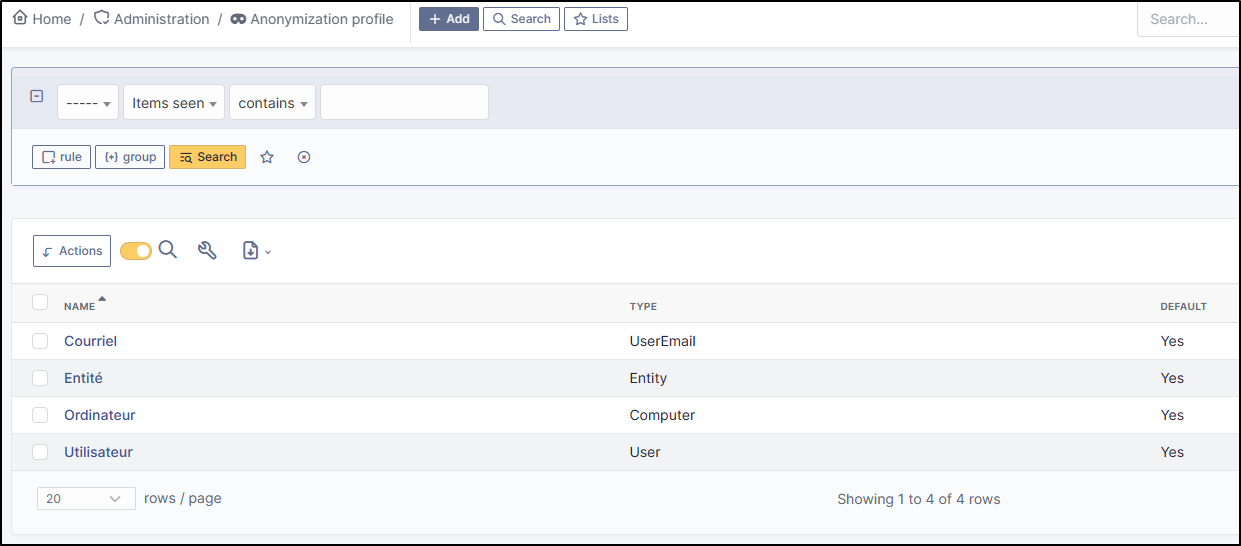 Home / Administration / Anonymization profile + Add Search Lists Search...
----- Items seen contains
rule {+} group Search
Actions
NAME TYPE DEFAULT
Courriel UserEmail Yes
Entité Entity Yes
Ordinateur Computer Yes
Utilisateur User Yes
20 rows / page Showing 1 to 4 of 4 rows